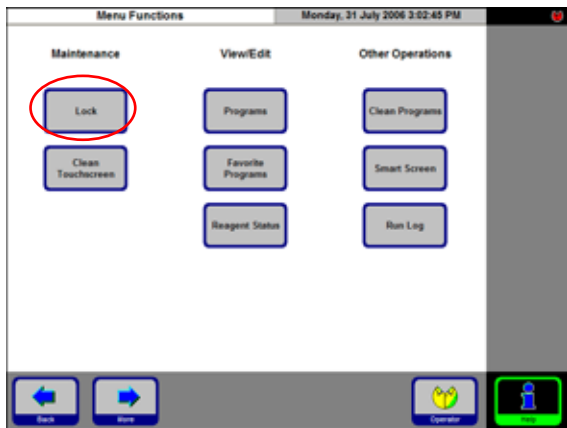 Menu Functions
Monday, 31 July 2006 3:02:45 PM
Maintenance
View/Edit
Other Operations
Lock
Programs
Clean Programs
Clean
Touchscreen
Favorite
Programs
Smart Screen
Reagent Status
Run Log
Back
More
Operator
Help